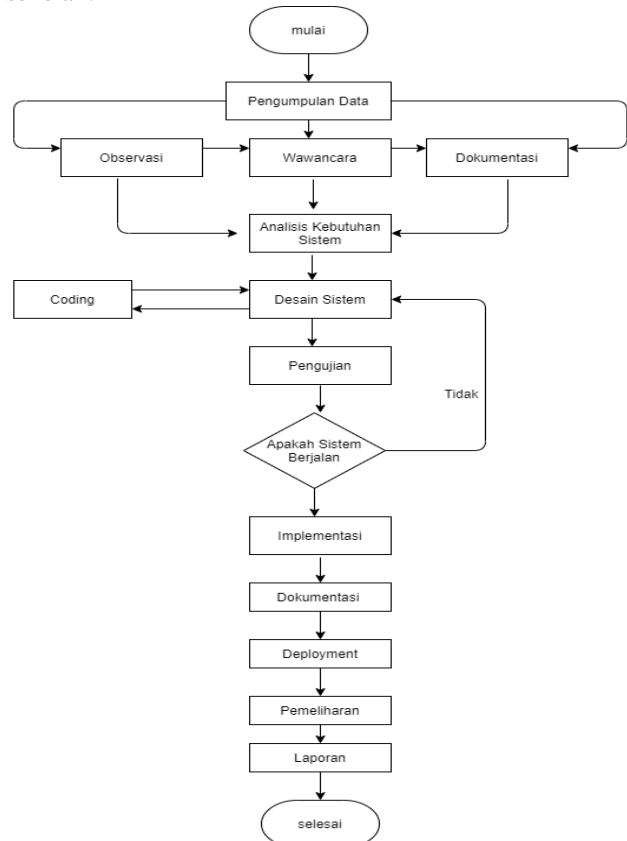 mulai
Pengumpulan Data
Observasi
Wawancara
Dokumentasi
Analisis Kebutuhan
Sistem
Coding
Desain Sistem
Pengujian
Tidak
Apakah Sistem
Berjalan
Implementasi
Dokumentasi
Deployment
Pemeliharan
Laporan
selesai